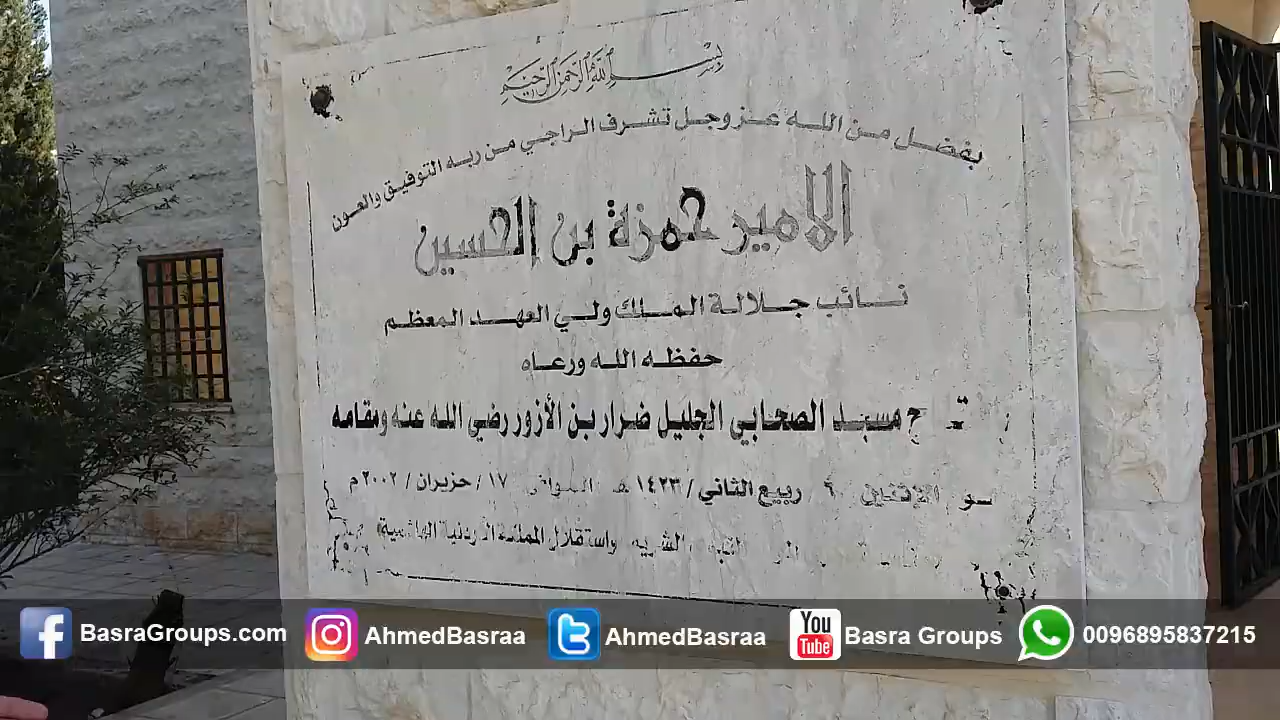 بسم الله الرحمن الرحيم
بفضل من الله عز وجل تشرف الراجي من ربه التوفيق والعون
الامير حمزة بن الحسين
نائب جلالة الملك ولي العهد المعظم
حفظه الله ورعاه
ح مسجد الصحابي الجليل ضرار بن الأزور رضي الله عنه ومقامه
الاثنين ٦ ربيع الثاني / ١٤٢٣ هـ ١٧ / حزيران / ٢٠٠٢ م
واستقلال المملكة الاردنية الهاشمية
BasraGroups.com AhmedBasraa AhmedBasraa You Tube Basra Groups 0096895837215